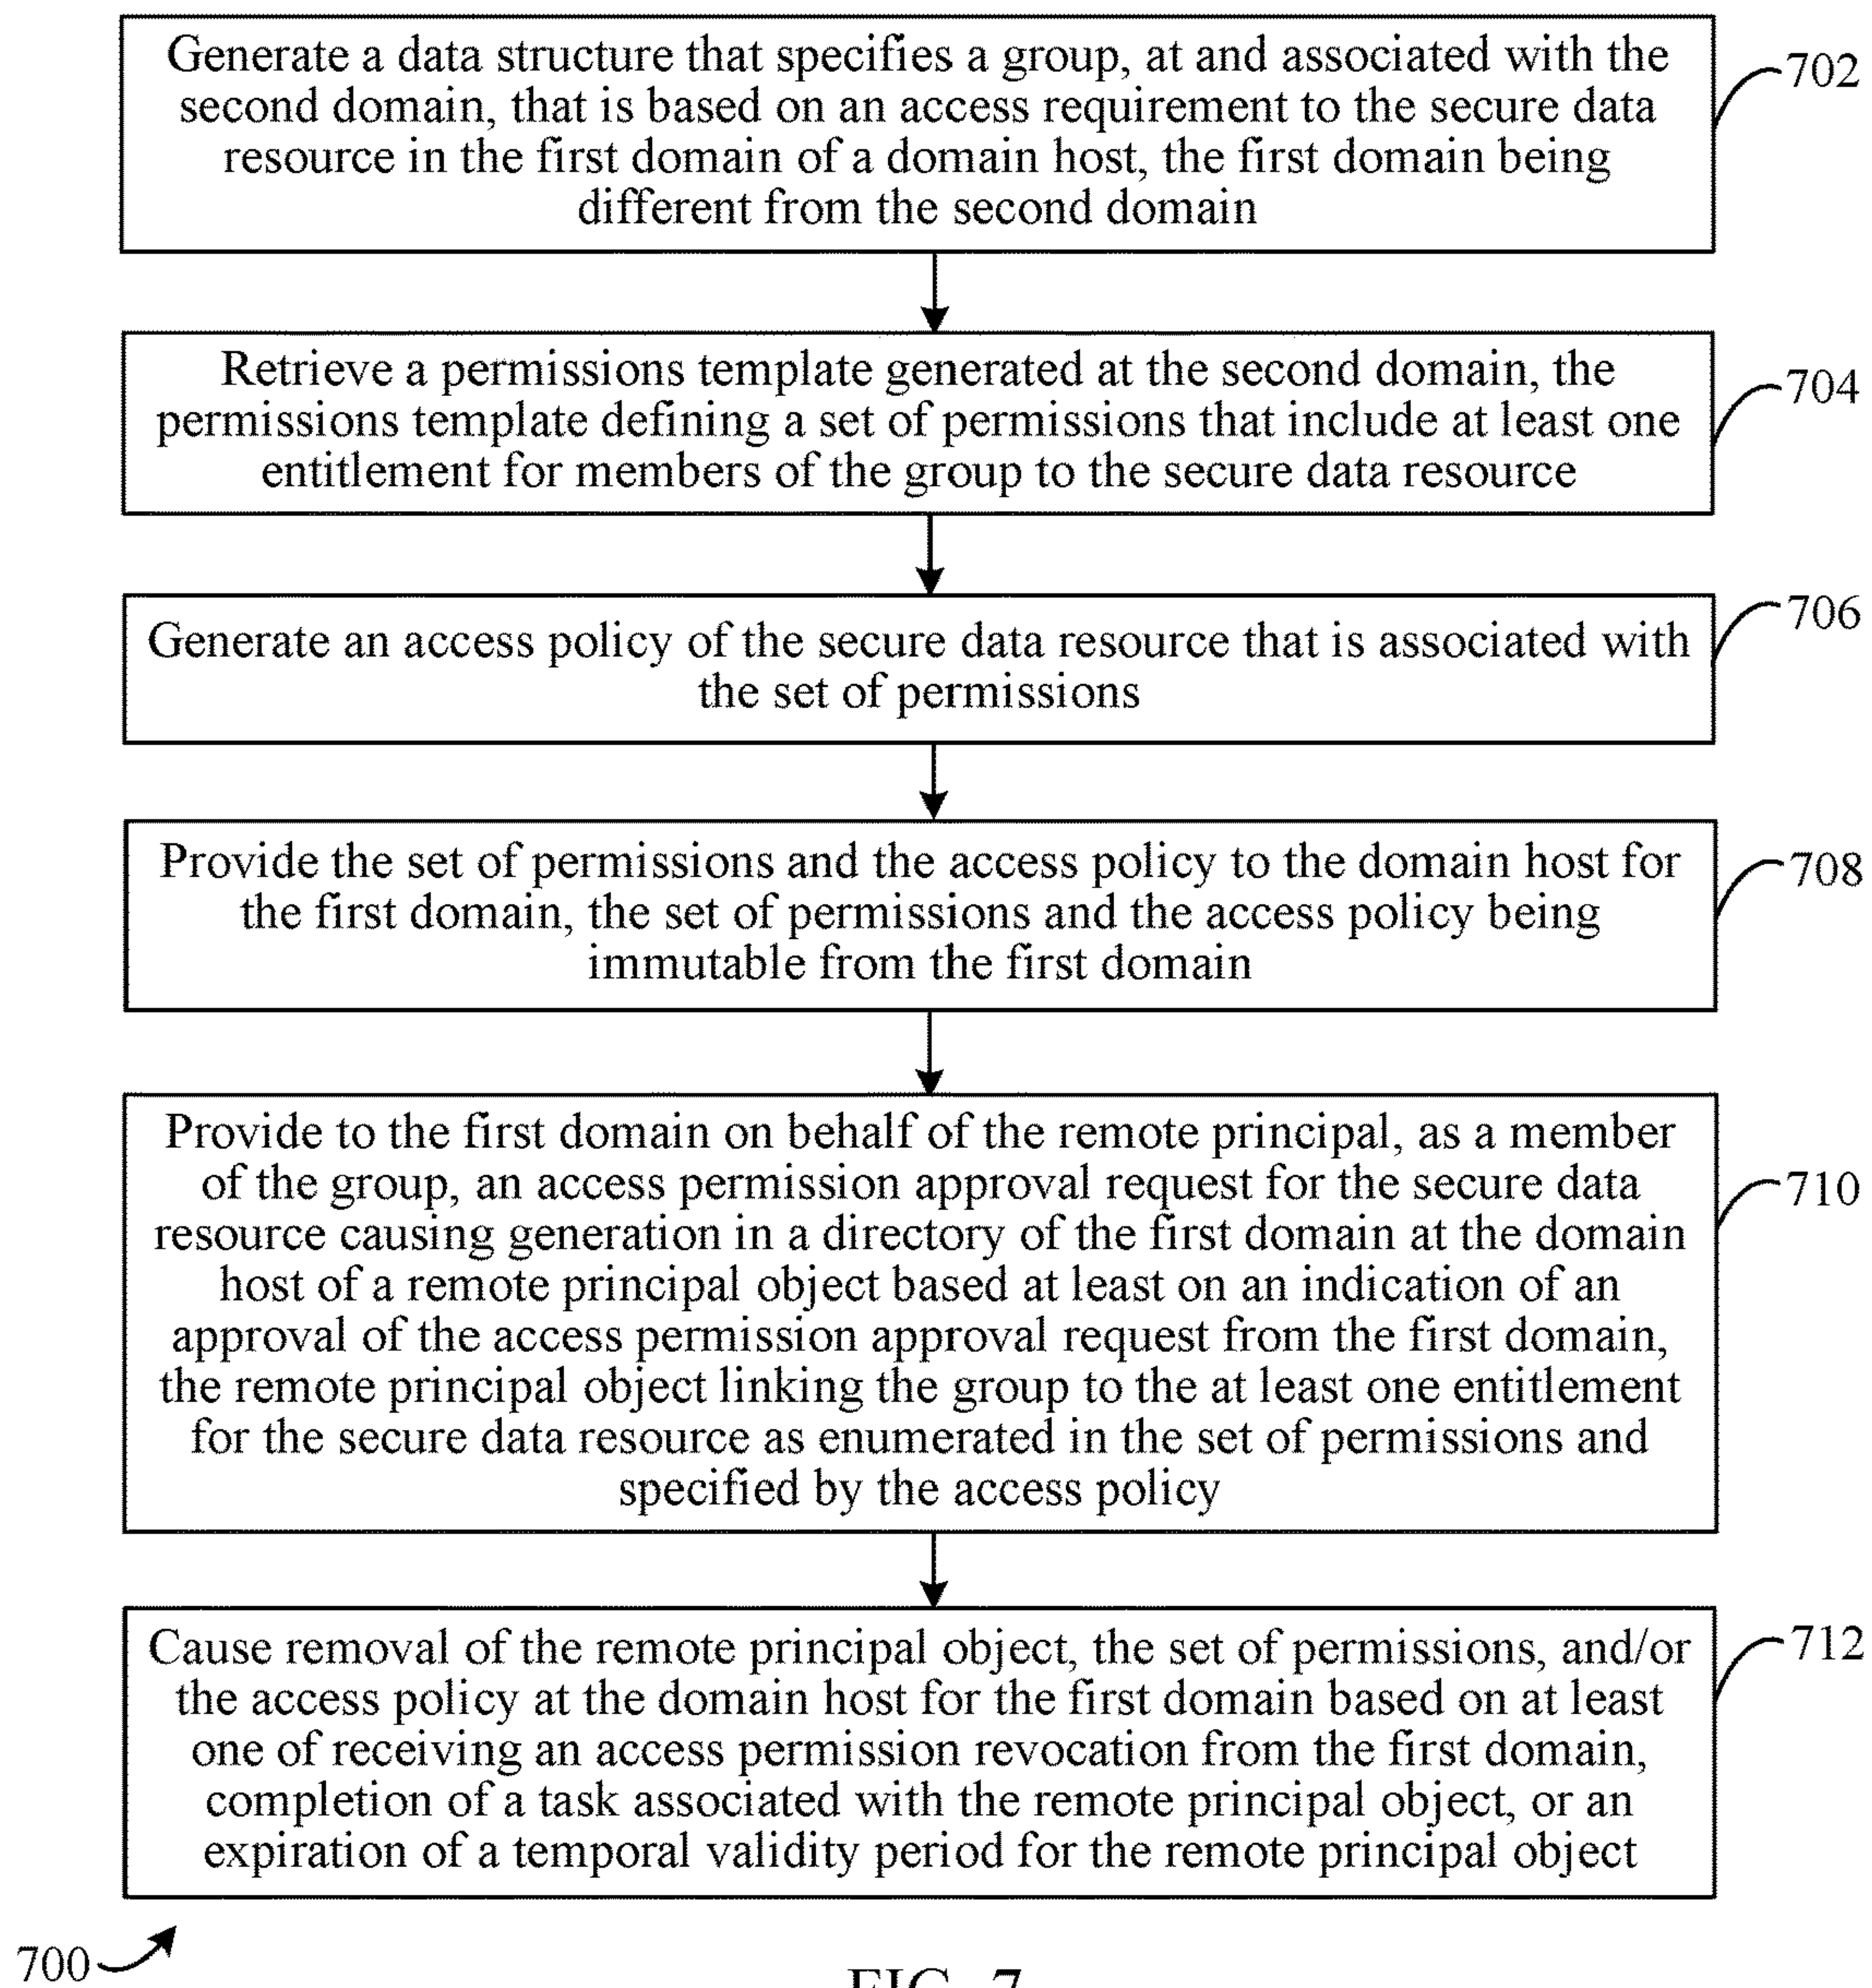 Generate a data structure that specifies a group, at and associated with the
second domain, that is based on an access requirement to the secure data
resource in the first domain of a domain host, the first domain being
different from the second domain
702
Retrieve a permissions template generated at the second domain, the
permissions template defining a set of permissions that include at least one
entitlement for members of the group to the secure data resource
704
Generate an access policy of the secure data resource that is associated with
the set of permissions
706
Provide the set of permissions and the access policy to the domain host for
the first domain, the set of permissions and the access policy being
immutable from the first domain
708
Provide to the first domain on behalf of the remote principal, as a member
of the group, an access permission approval request for the secure data
resource causing generation in a directory of the first domain at the domain
host of a remote principal object based at least on an indication of an
approval of the access permission approval request from the first domain,
the remote principal object linking the group to the at least one entitlement
for the secure data resource as enumerated in the set of permissions and
specified by the access policy
710
Cause removal of the remote principal object, the set of permissions, and/or
the access policy at the domain host for the first domain based on at least
one of receiving an access permission revocation from the first domain,
completion of a task associated with the remote principal object, or an
expiration of a temporal validity period for the remote principal object
712
700
FIG. 7